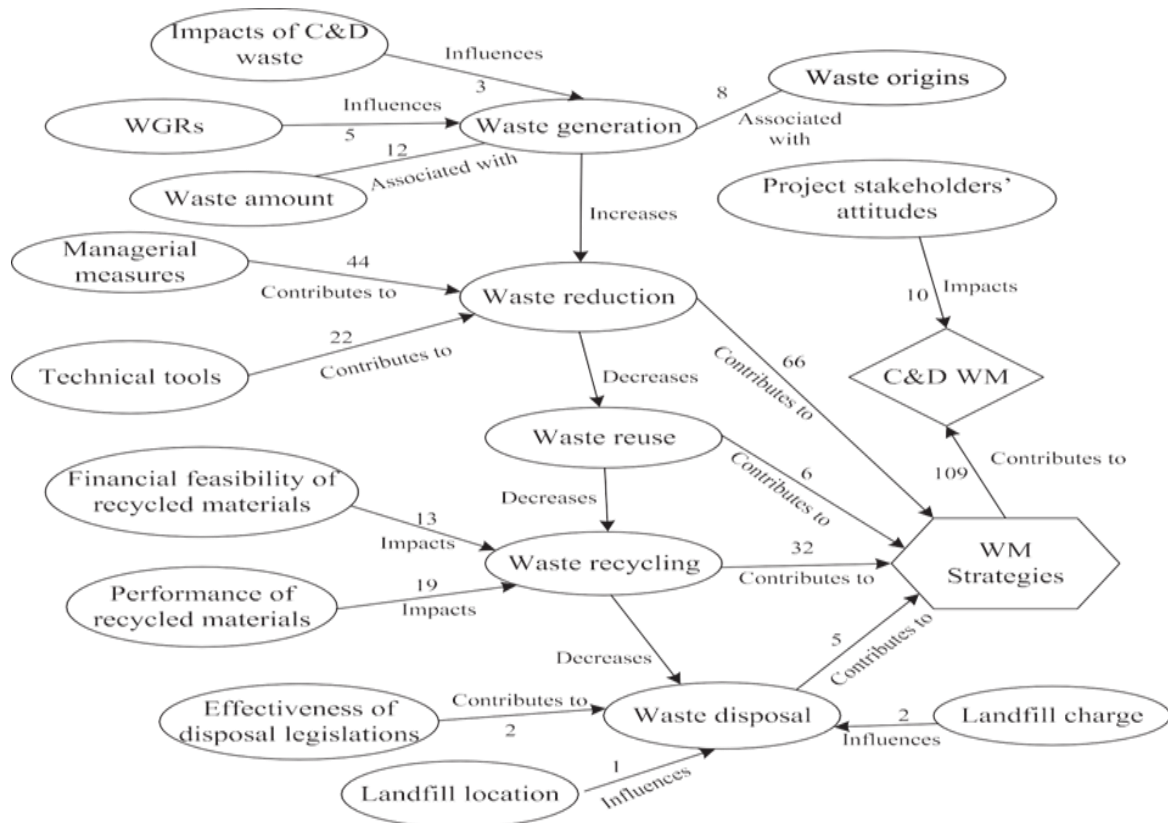 Impacts of C&D
waste
Influences
3
Waste origins
8
Associated
with
WGRs
Influences
5
Waste generation
12
Associated with
Waste amount
Project stakeholders'
attitudes
Increases
Managerial
measures
44
Contributes to
Waste reduction
10
Impacts
22
Contributes to
Technical tools
66
Contributes to
Decreases
C&D WM
Waste reuse
6
Contributes to
109
Contributes to
Financial feasibility of
recycled materials
13
Impacts
Decreases
Waste recycling
32
Contributes to
WM
Strategies
Performance of
recycled materials
19
Impacts
Decreases
5
Contributes to
Effectiveness of
disposal legislations
Contributes to
2
Waste disposal
2
Influences
Landfill charge
Landfill location
1
Influences